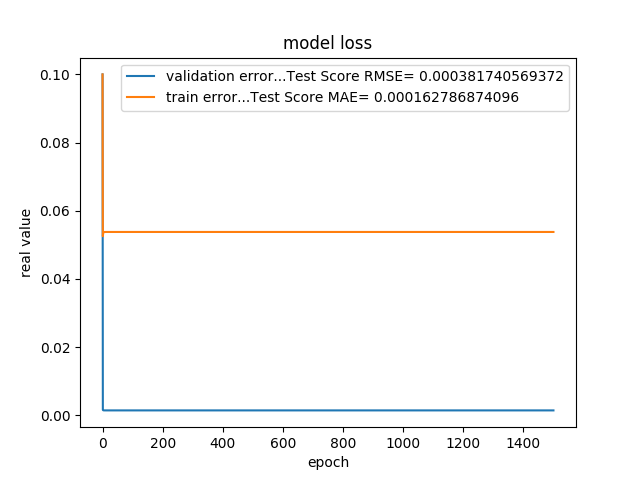 model loss
validation error...Test Score RMSE= 0.000381740569372
train error...Test Score MAE= 0.000162786874096
real value
0.10
0.08
0.06
0.04
0.02
0.00
0 200 400 600 800 1000 1200 1400
epoch